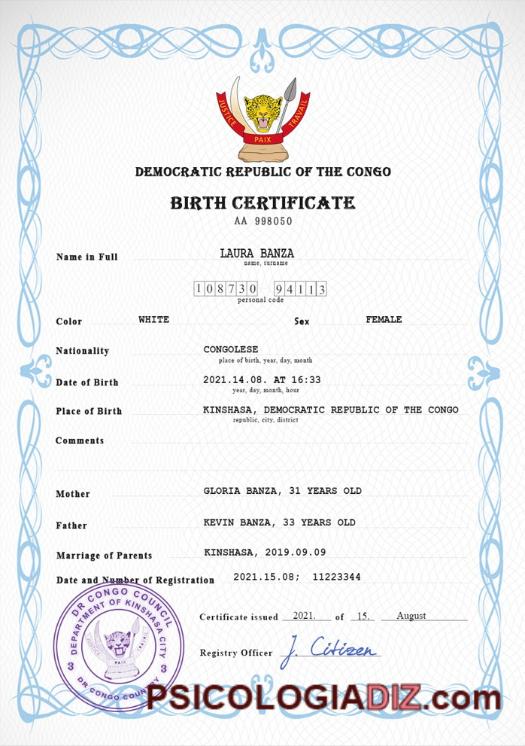 JUSTICE
PAIX
TRAVAIL
DEMOCRATIC REPUBLIC OF THE CONGO
BIRTH CERTIFICATE
AA 998050
Name in Full LAURA BANZA
name, surname
108730 94113
personal code
Color WHITE Sex FEMALE
Nationality CONGOLESE
place of birth, year, day, month
Date of Birth 2021.14.08. AT 16:33
year, day, month, hour
Place of Birth KINSHASA, DEMOCRATIC REPUBLIC OF THE CONGO
republic, city, district
Comments
Mother GLORIA BANZA, 31 YEARS OLD
Father KEVIN BANZA, 33 YEARS OLD
Marriage of Parents KINSHASA, 2019.09.09
Date and Number of Registration 2021.15.08; 11223344
Certificate issued 2021. of 15. August
Registry Officer J. Citizen
DR CONGO COUNCIL
DEPARTMENT OF KINSHASA CITY
3 3
PAIX
DR CONGO COUNTRY
PSICOLOGIADIZ.com